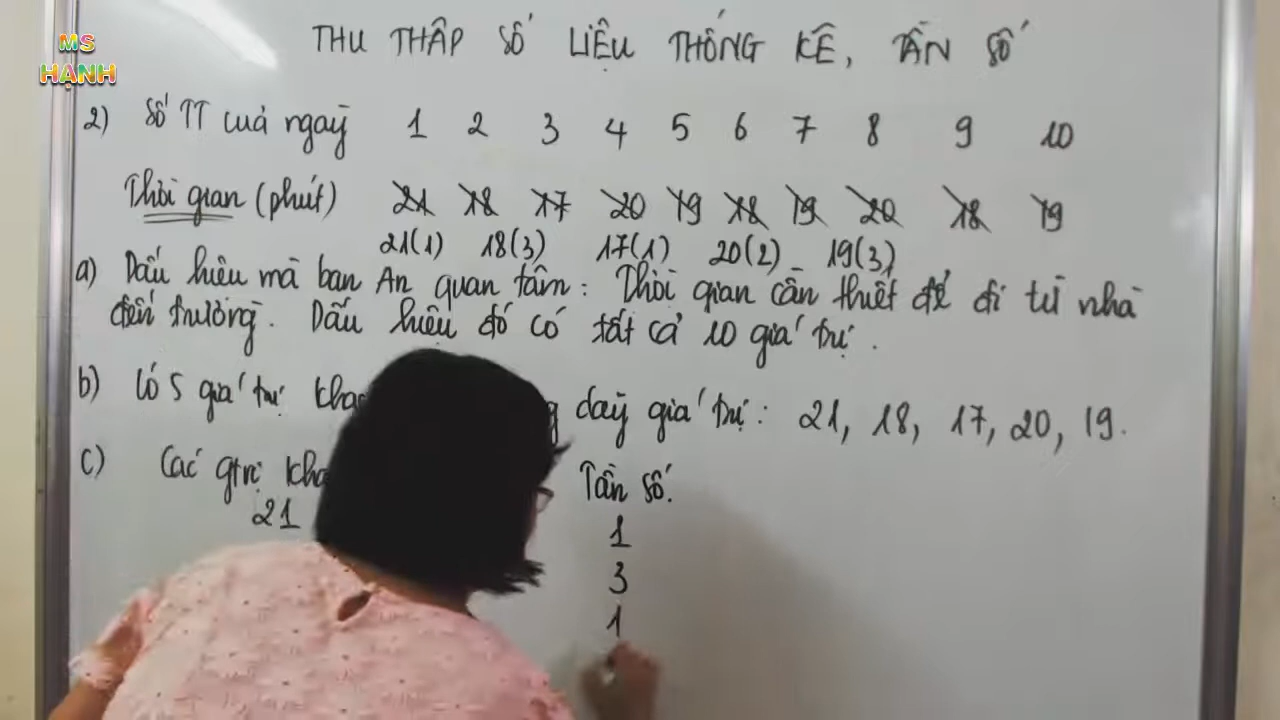 MS
HẠNH
THU THẬP SỐ LIỆU THỐNG KÊ, TẦN SỐ
2) Số TT của ngày 1 2 3 4 5 6 7 8 9 10
Thời gian (phút) 21 18 17 20 19 18 19 20 18 19
21(1) 18(3) 17(1) 20(2) 19(3)
a) Dấu hiệu mà bạn An quan tâm: Thời gian cần thiết để đi từ nhà
đến trường. Dấu hiệu đó có tất cả 10 giá trị.
b) Có 5 giá trị dãy giá trị: 21, 18, 17, 20, 19.
c) Các gtrị Tần số.
21 1
3
1